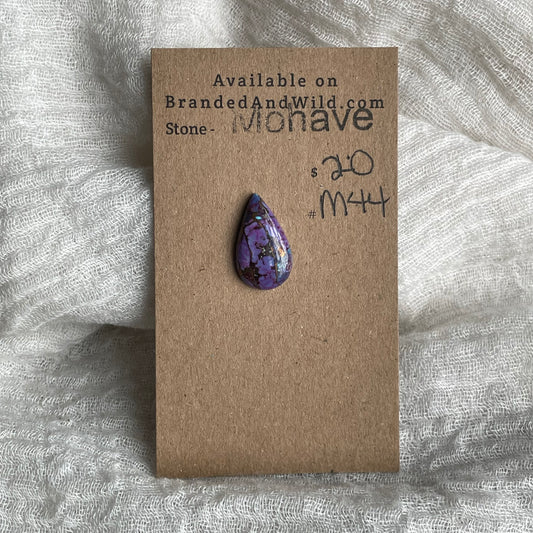 Available on
BrandedAndWild.com
Stone- Mohave
$ 20
# M44